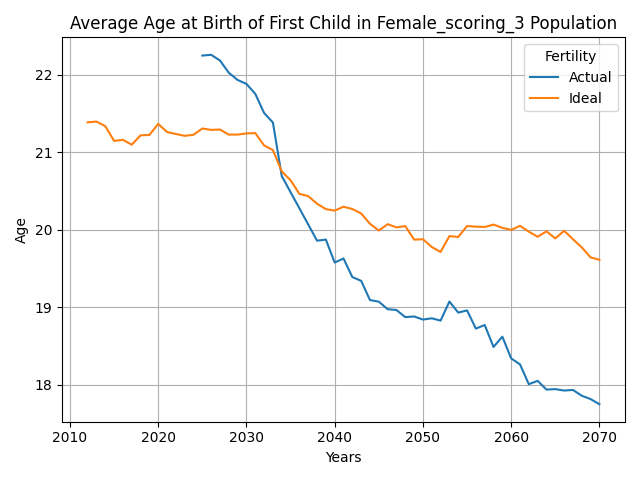 Average Age at Birth of First Child in Female_scoring_3 Population
Fertility
Actual
Ideal
Age
22
21
20
19
18
2010 2020 2030 2040 2050 2060 2070
Years